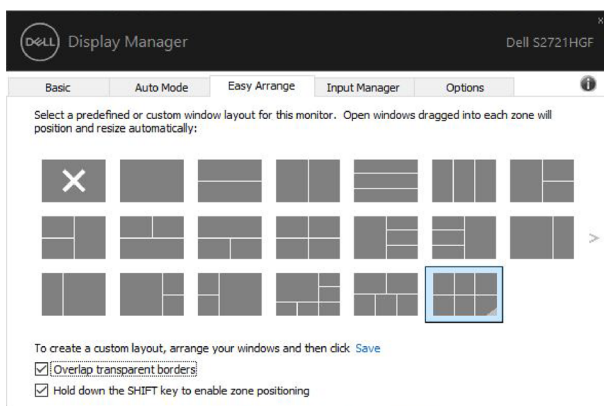 DELL Display Manager
Dell S2721HGF
Basic
Auto Mode
Easy Arrange
Input Manager
Options
Select a predefined or custom window layout for this monitor. Open windows dragged into each zone will
position and resize automatically:
To create a custom layout, arrange your windows and then click Save
Overlap transparent borders
Hold down the SHIFT key to enable zone positioning